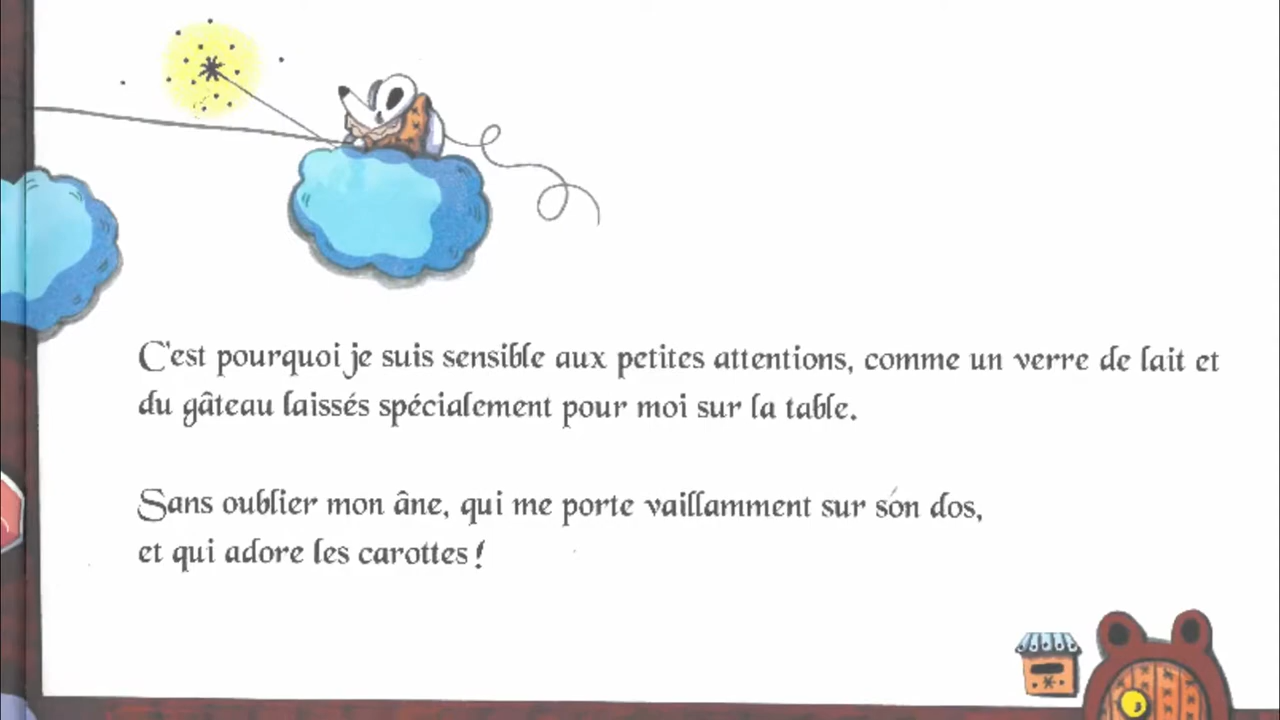 C'est pourquoi je suis sensible aux petites attentions, comme un verre de lait et
du gâteau laissés spécialement pour moi sur la table.
Sans oublier mon âne, qui me porte vaillamment sur son dos,
et qui adore les carottes !